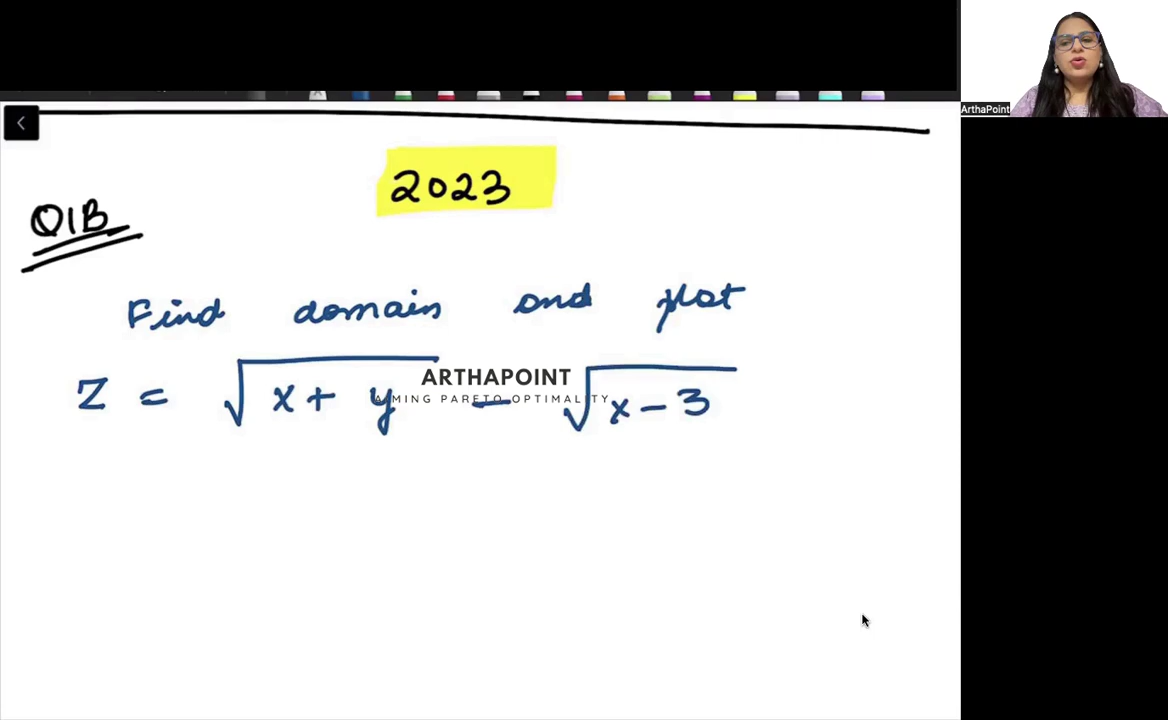 ArthaPoint
2023
Q1B
Find domain and plot
Z = √(x + y) − √(x − 3)
ARTHAPOINT
AIMING PARETO OPTIMALITY